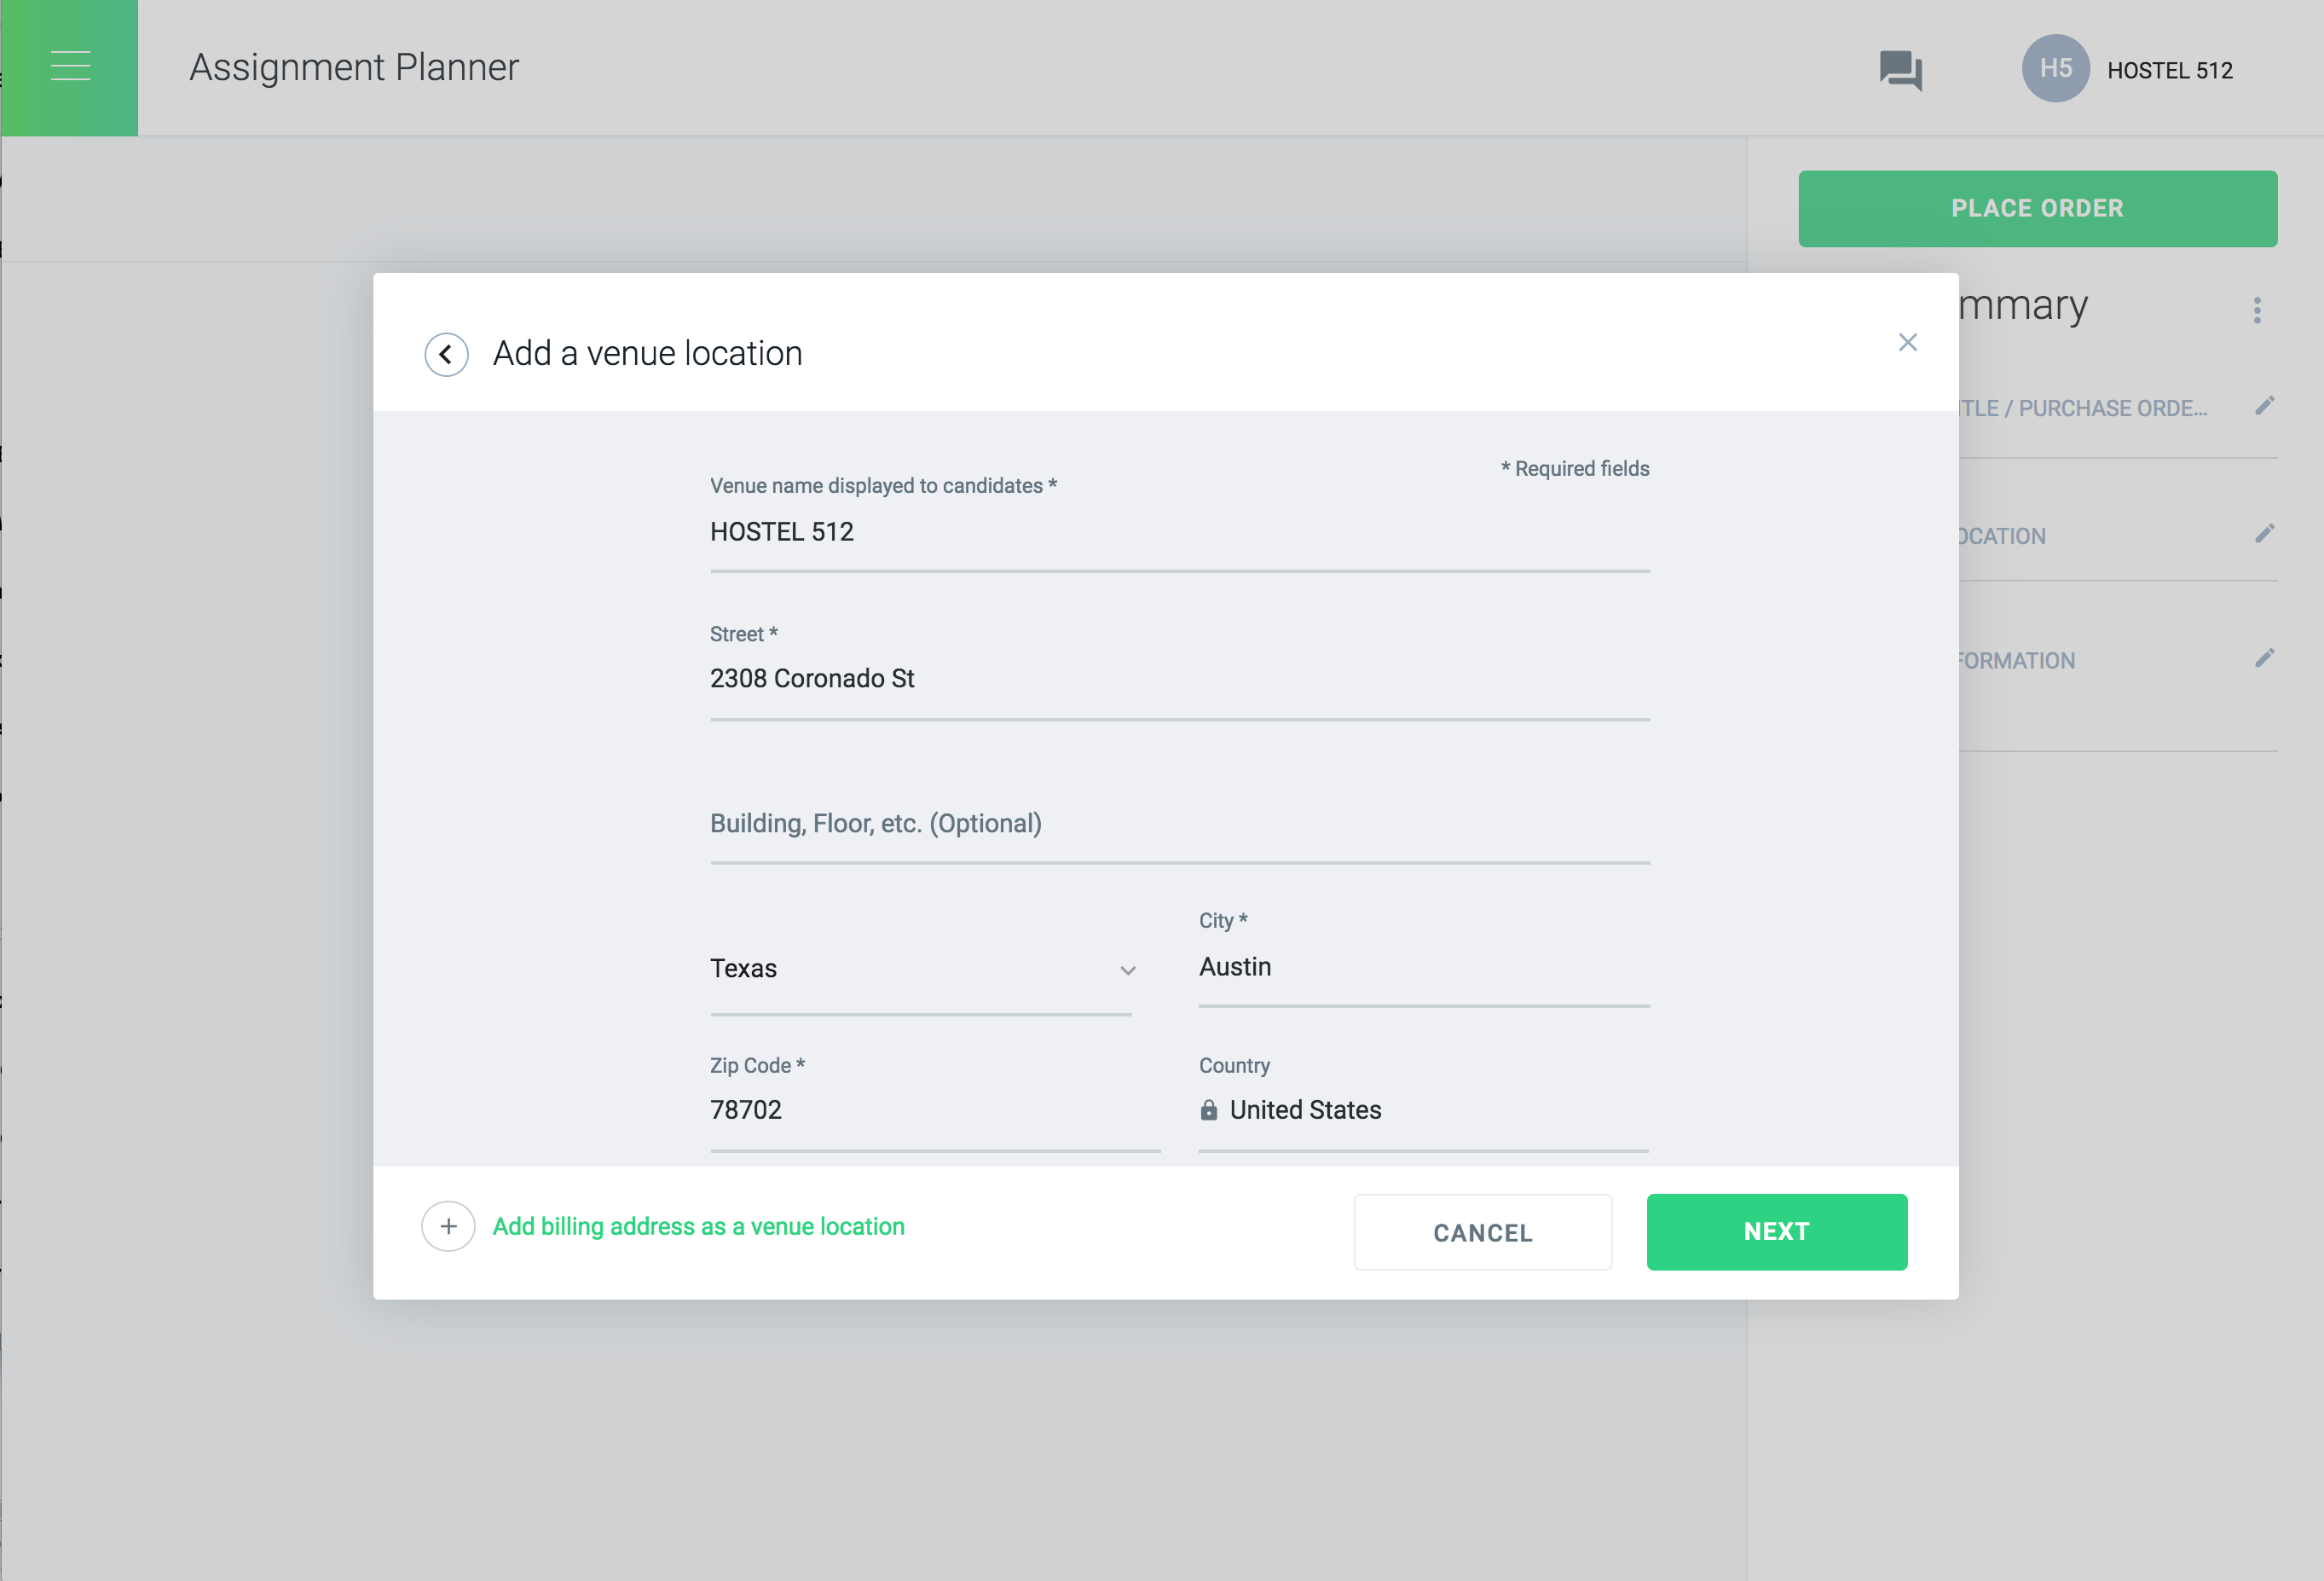 Assignment Planner
H5 HOSTEL 512
PLACE ORDER
mmary
Add a venue location
TLE / PURCHASE ORDE...
* Required fields
Venue name displayed to candidates *
HOSTEL 512
OCATION
Street *
2308 Coronado St
FORMATION
Building, Floor, etc. (Optional)
City *
Texas
Austin
Zip Code *
Country
78702
United States
Add billing address as a venue location
CANCEL
NEXT